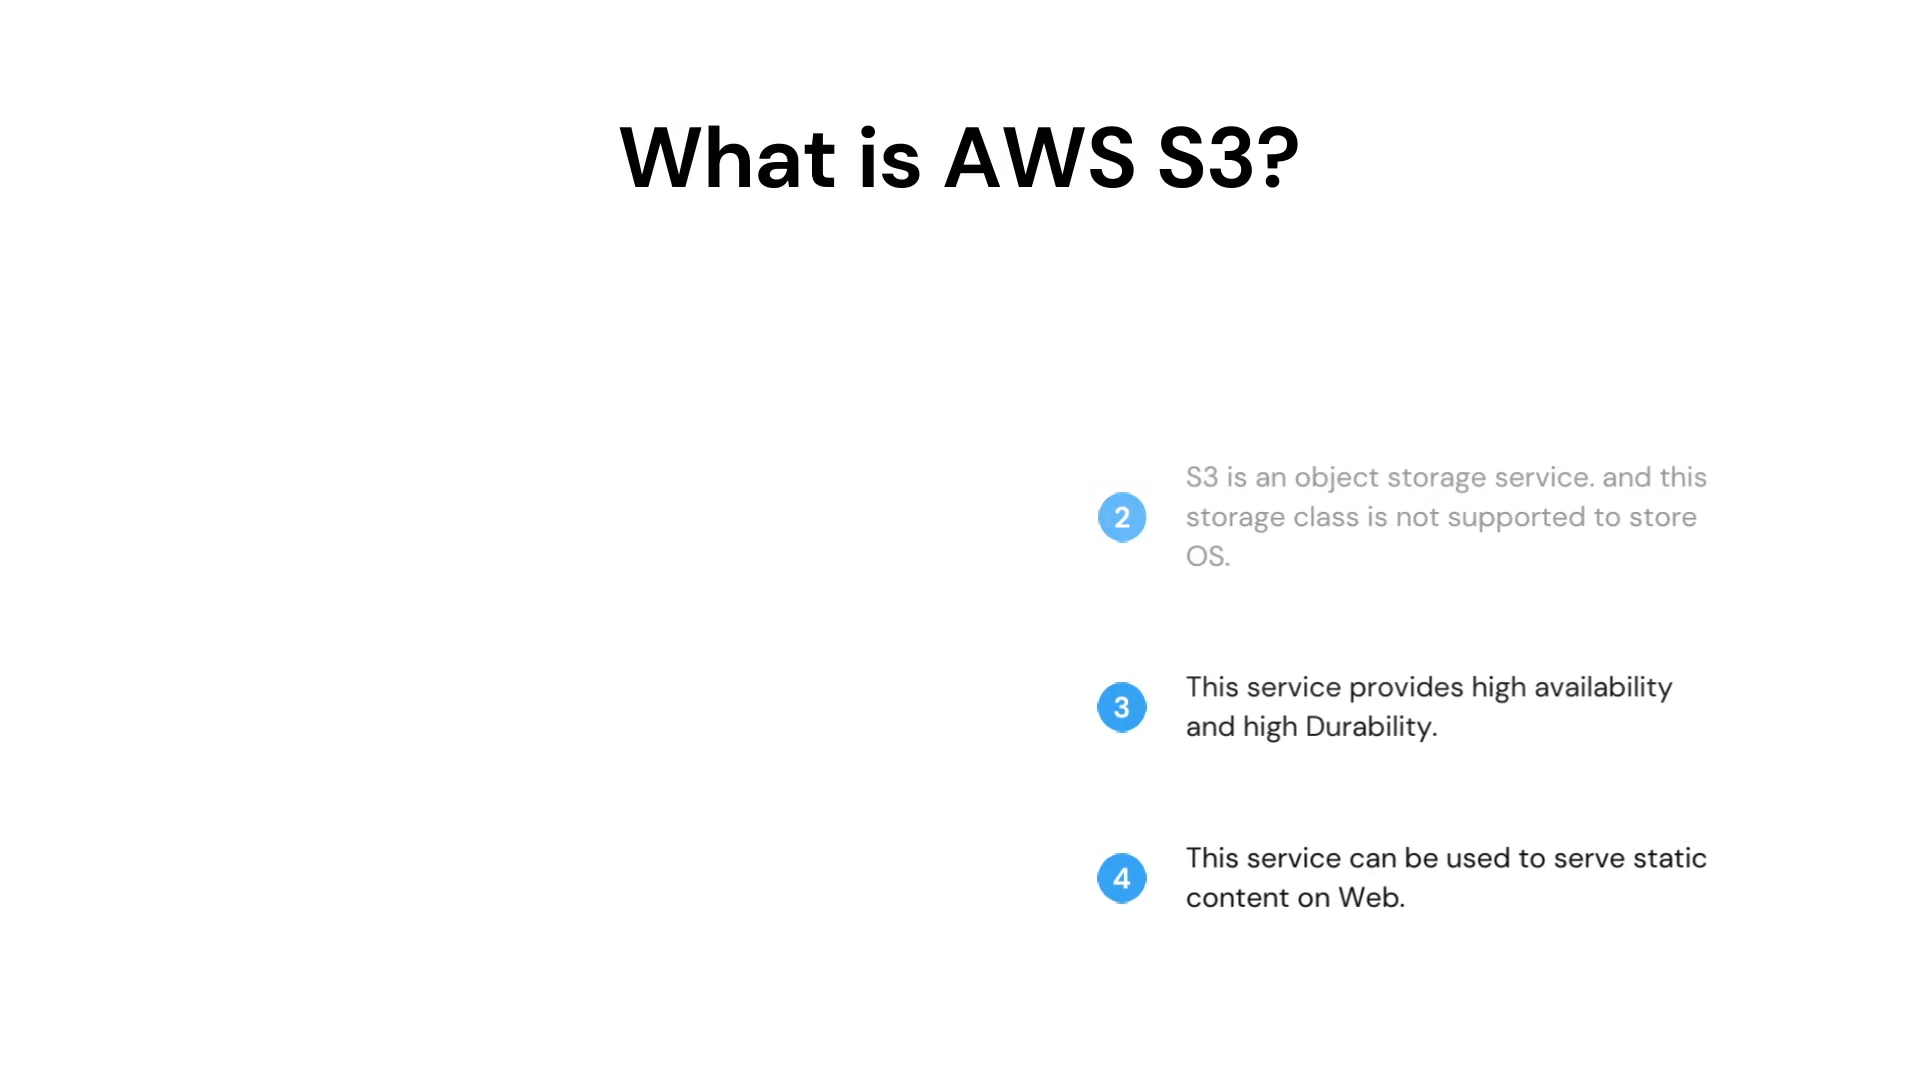 What is AWS S3?
2
S3 is an object storage service. and this
storage class is not supported to store
OS.
3
This service provides high availability
and high Durability.
4
This service can be used to serve static
content on Web.